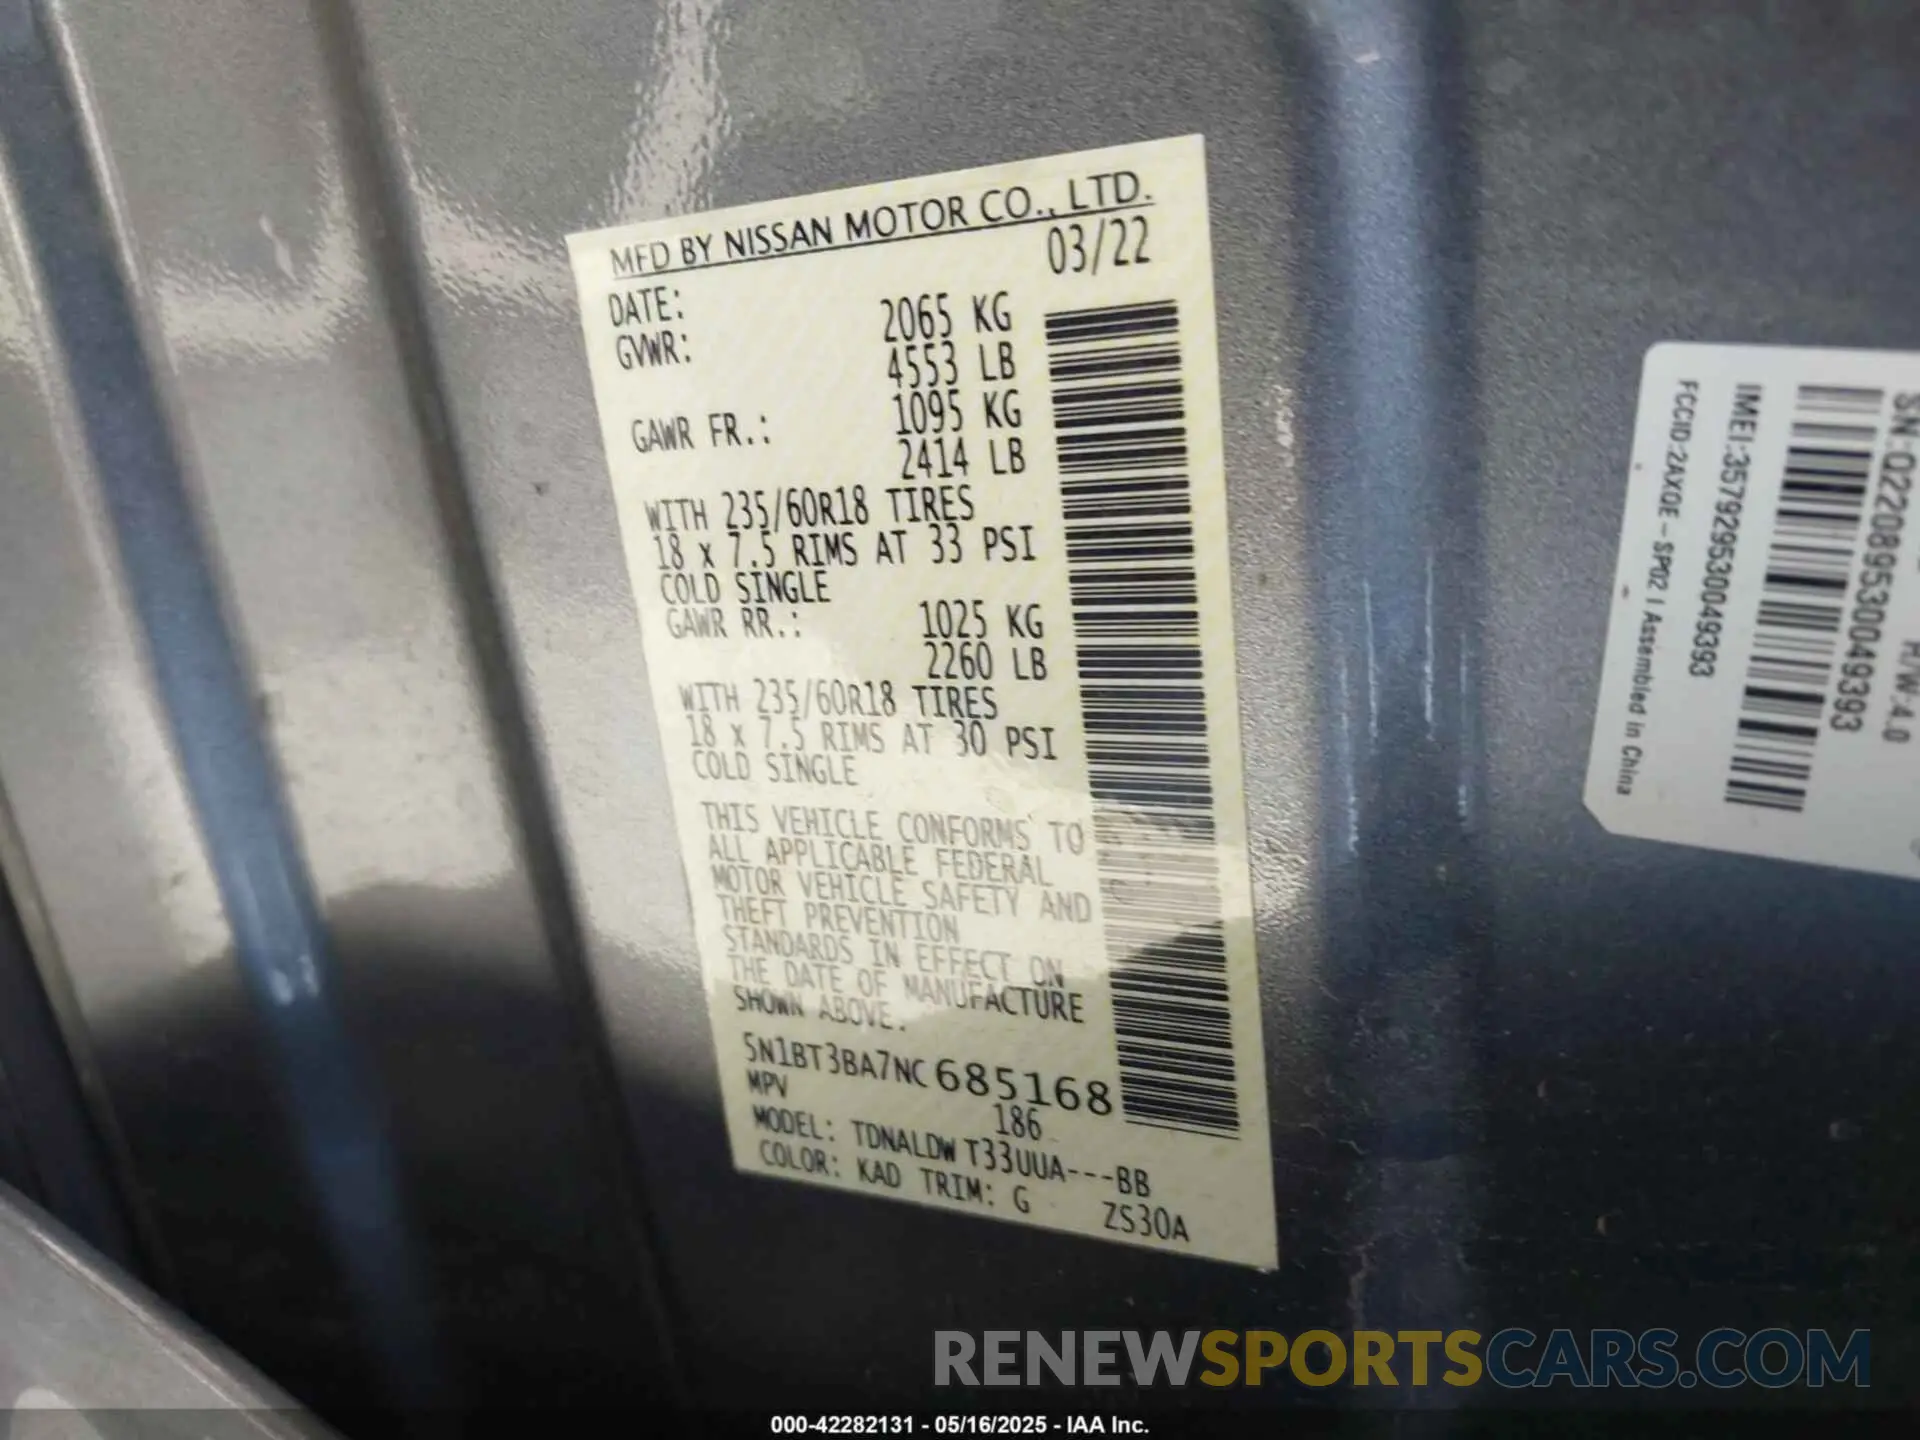 MFD BY NISSAN MOTOR CO., LTD.
DATE: 03/22
GVWR: 2065 KG
4553 LB
GAWR FR.: 1095 KG
2414 LB
WITH 235/60R18 TIRES
18 x 7.5 RIMS AT 33 PSI
COLD SINGLE
GAWR RR.: 1025 KG
2260 LB
WITH 235/60R18 TIRES
18 x 7.5 RIMS AT 30 PSI
COLD SINGLE
THIS VEHICLE CONFORMS TO
ALL APPLICABLE FEDERAL
MOTOR VEHICLE SAFETY AND
THEFT PREVENTION
STANDARDS IN EFFECT ON
THE DATE OF MANUFACTURE
SHOWN ABOVE.
5N1BT3BA7NC685168
MPV 186
MODEL: TDNALDW T33UUA---BB
COLOR: KAD TRIM: G ZS30A
SN:Q22089530049393
H/W:4.0
IMEI:357929530049393
FCCID:2AXQE-SP02 | Assembled in China
RENEWSPORTSCARS.COM
000-42282131 - 05/16/2025 - IAA Inc.